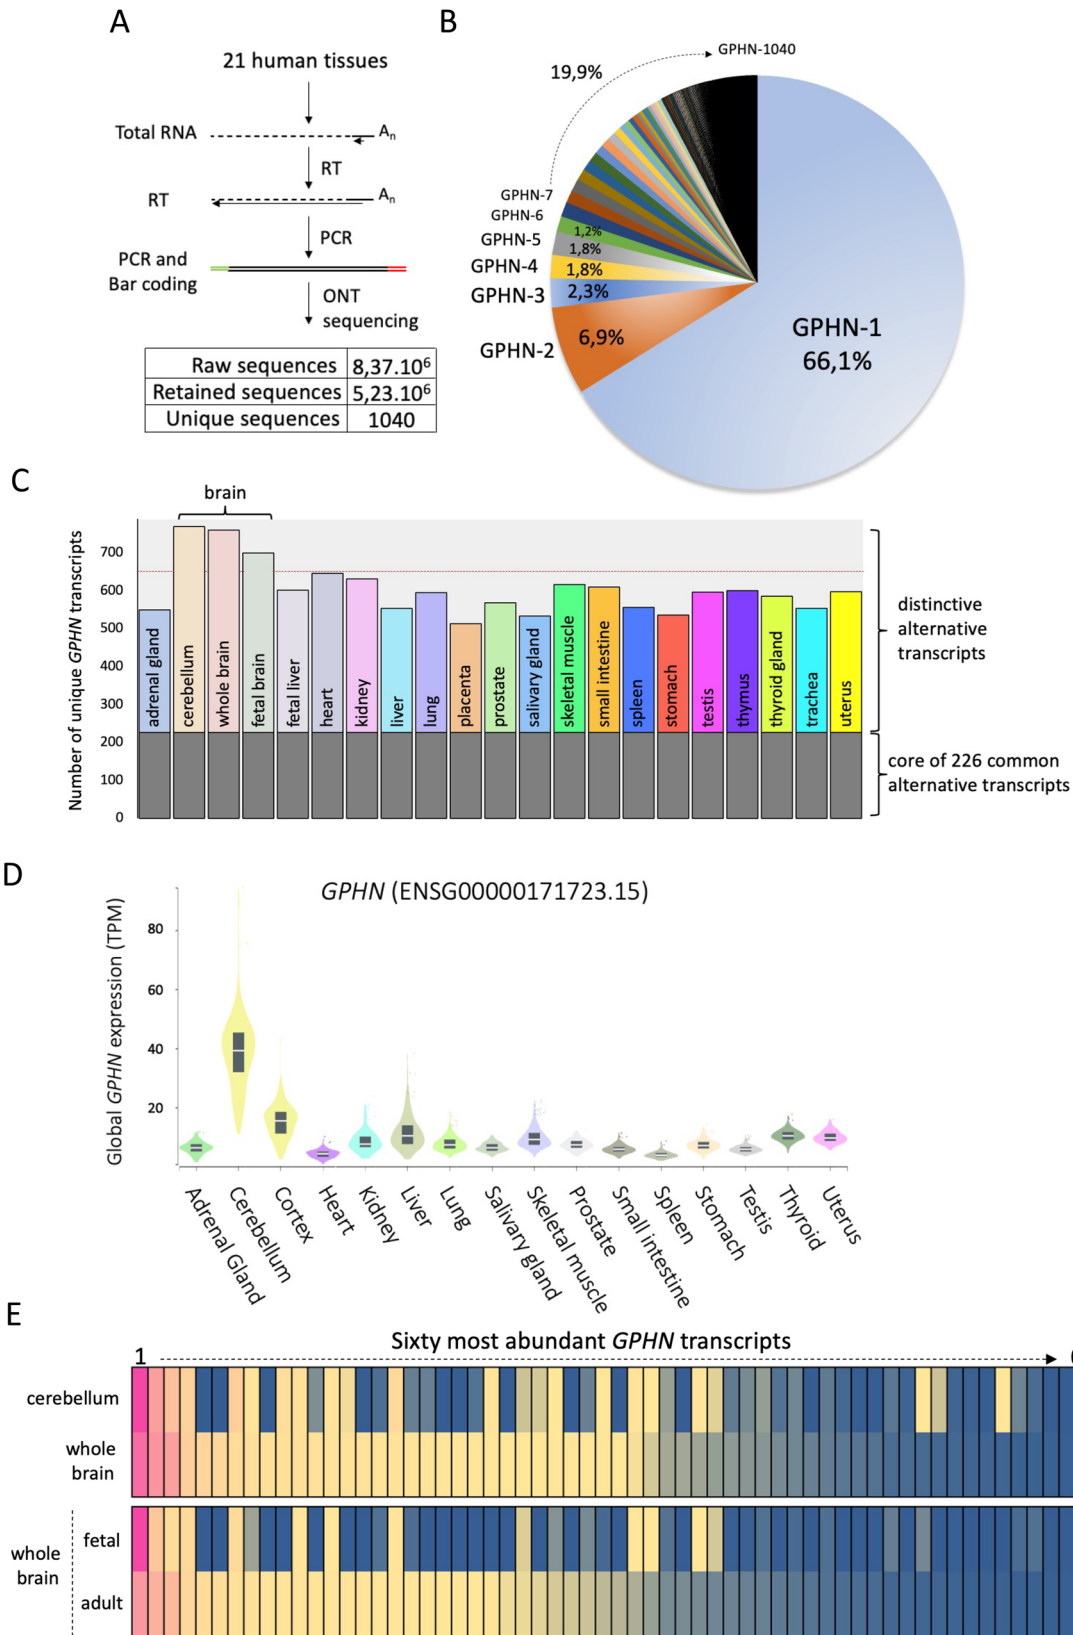 A
21 human tissues
Total RNA
An
RT
RT
An
PCR
PCR and
Bar coding
ONT
sequencing
Raw sequences 8,37.10⁶
Retained sequences 5,23.10⁶
Unique sequences 1040
B
GPHN-1040
19,9%
GPHN-7
GPHN-6
GPHN-5
GPHN-4
GPHN-3
GPHN-2
1,2%
1,8%
1,8%
2,3%
6,9%
GPHN-1
66,1%
C
brain
Number of unique GPHN transcripts
700
600
500
400
300
200
100
0
adrenal gland
cerebellum
whole brain
fetal brain
fetal liver
heart
kidney
liver
lung
placenta
prostate
salivary gland
skeletal muscle
small intestine
spleen
stomach
testis
thymus
thyroid gland
trachea
uterus
distinctive
alternative
transcripts
core of 226 common
alternative transcripts
D
GPHN (ENSG00000171723.15)
Global GPHN expression (TPM)
80
60
40
20
Adrenal Gland
Cerebellum
Cortex
Heart
Kidney
Liver
Lung
Salivary gland
Skeletal muscle
Prostate
Small intestine
Spleen
Stomach
Testis
Thyroid
Uterus
E
Sixty most abundant GPHN transcripts
1
cerebellum
whole
brain
whole
brain
fetal
adult